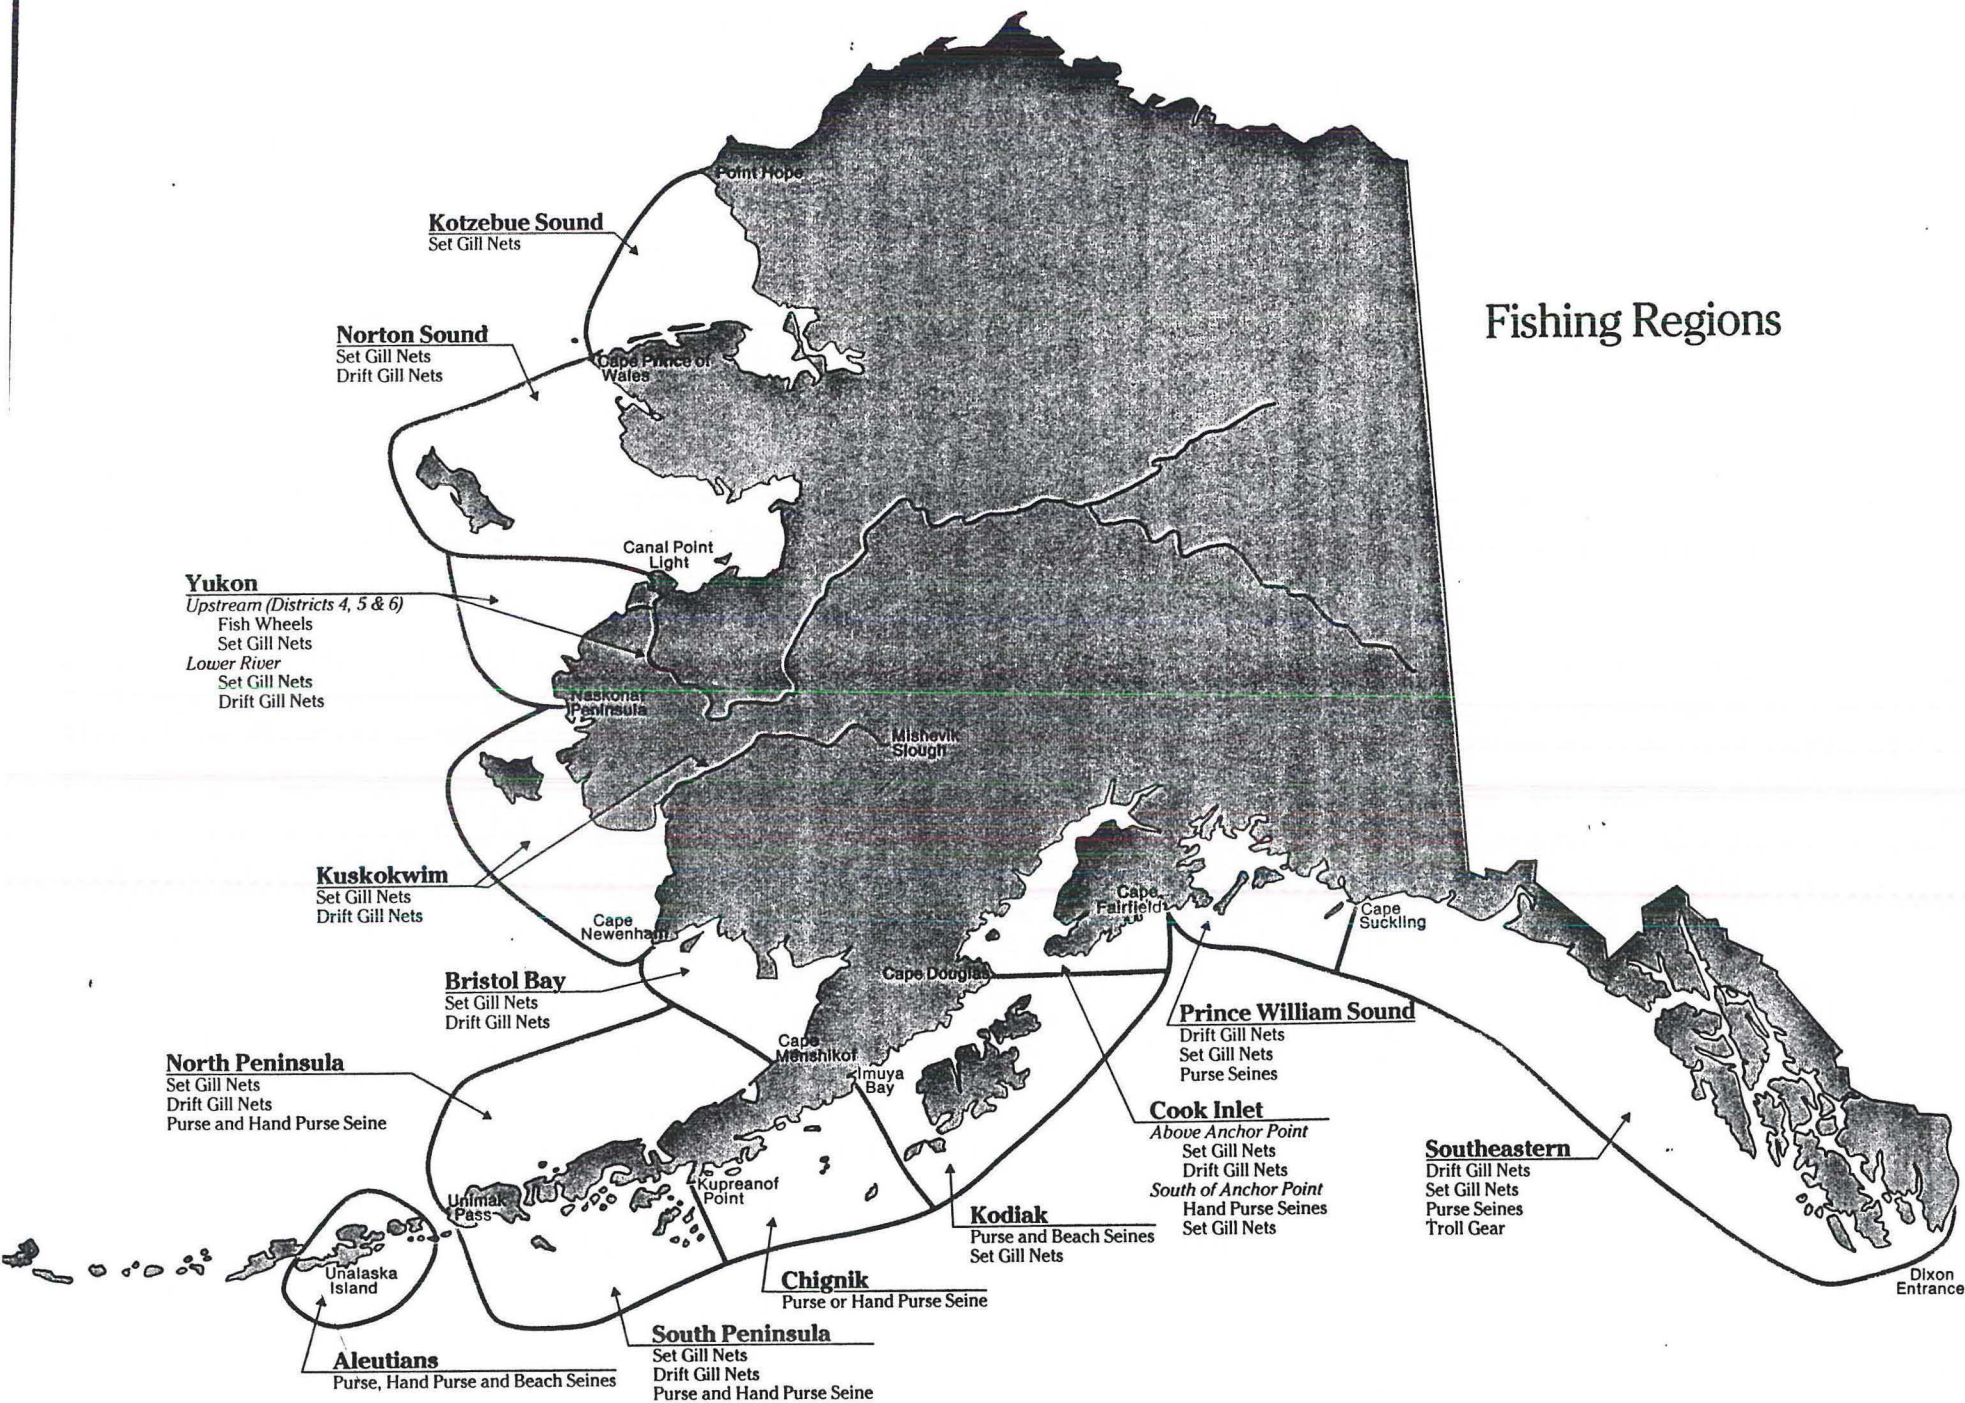 Fishing Regions
Point Hope
Kotzebue Sound
Set Gill Nets
Norton Sound
Set Gill Nets
Drift Gill Nets
Cape Prince of
Wales
Canal Point
Light
Yukon
Upstream (Districts 4, 5 & 6)
Fish Wheels
Set Gill Nets
Lower River
Set Gill Nets
Drift Gill Nets
Naskonat
Peninsula
Mishevik
Slough
Kuskokwim
Set Gill Nets
Drift Gill Nets
Cape
Newenham
Cape
Fairfield
Cape
Suckling
Bristol Bay
Set Gill Nets
Drift Gill Nets
Cape Douglas
Prince William Sound
Drift Gill Nets
Set Gill Nets
Purse Seines
North Peninsula
Set Gill Nets
Drift Gill Nets
Purse and Hand Purse Seine
Cape
Menshikof
Imuya
Bay
Cook Inlet
Above Anchor Point
Set Gill Nets
Drift Gill Nets
South of Anchor Point
Hand Purse Seines
Set Gill Nets
Southeastern
Drift Gill Nets
Set Gill Nets
Purse Seines
Troll Gear
Kupreanof
Point
Unimak
Pass
Kodiak
Purse and Beach Seines
Set Gill Nets
Unalaska
Island
Chignik
Purse or Hand Purse Seine
Dixon
Entrance
South Peninsula
Set Gill Nets
Drift Gill Nets
Purse and Hand Purse Seine
Aleutians
Purse, Hand Purse and Beach Seines